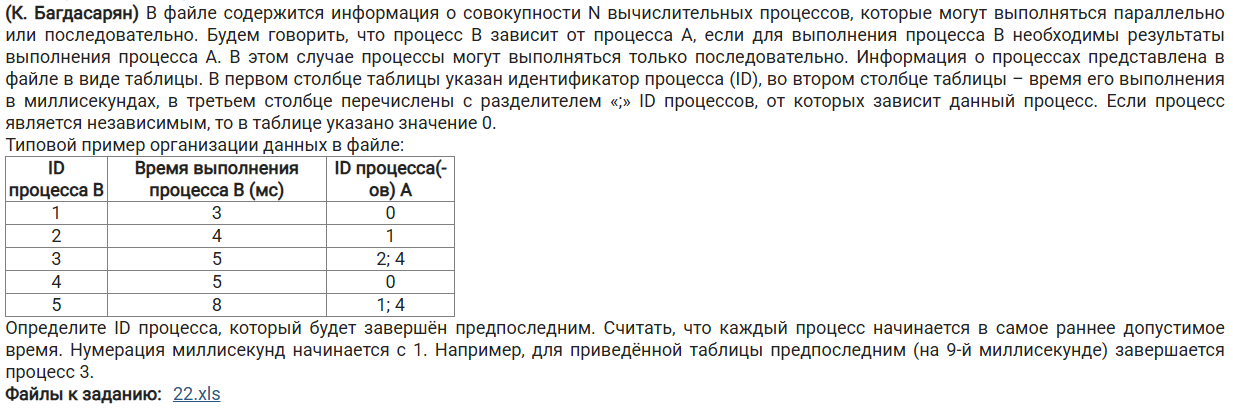 (К. Багдасарян) В файле содержится информация о совокупности N вычислительных процессов, которые могут выполняться параллельно
или последовательно. Будем говорить, что процесс B зависит от процесса A, если для выполнения процесса B необходимы результаты
выполнения процесса A. В этом случае процессы могут выполняться только последовательно. Информация о процессах представлена в
файле в виде таблицы. В первом столбце таблицы указан идентификатор процесса (ID), во втором столбце таблицы – время его выполнения
в миллисекундах, в третьем столбце перечислены с разделителем «;» ID процессов, от которых зависит данный процесс. Если процесс
является независимым, то в таблице указано значение 0.
Типовой пример организации данных в файле:
ID процесса B | Время выполнения процесса B (мс) | ID процесса(-ов) A
1 3 0
2 4 1
3 5 2; 4
4 5 0
5 8 1; 4
Определите ID процесса, который будет завершён предпоследним. Считать, что каждый процесс начинается в самое раннее допустимое
время. Нумерация миллисекунд начинается с 1. Например, для приведённой таблицы предпоследним (на 9-й миллисекунде) завершается
процесс 3.
Файлы к заданию: 22.xls